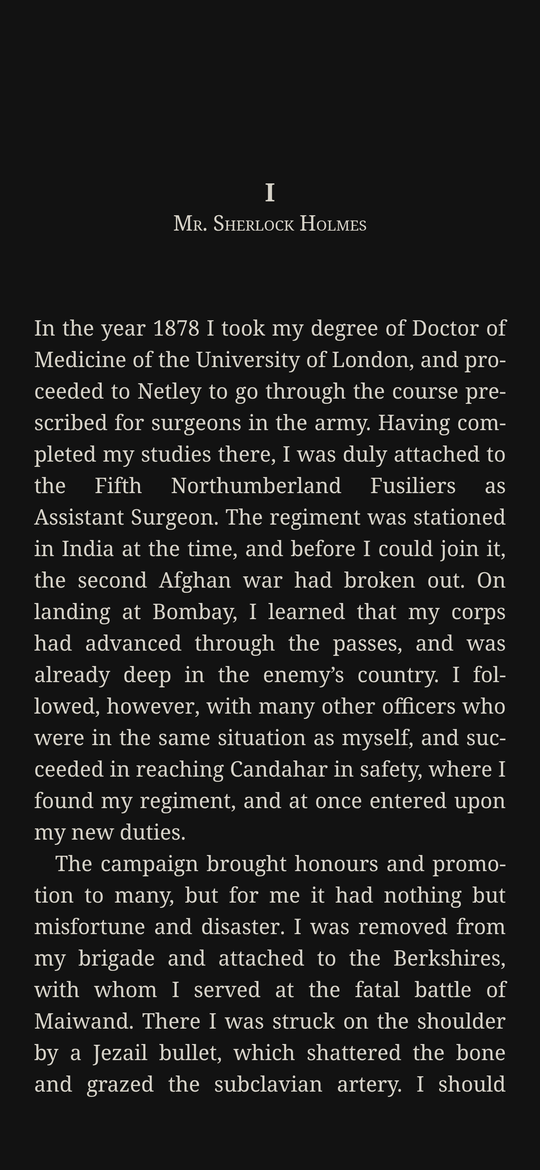 I
Mr. Sherlock Holmes
In the year 1878 I took my degree of Doctor of
Medicine of the University of London, and pro-
ceeded to Netley to go through the course pre-
scribed for surgeons in the army. Having com-
pleted my studies there, I was duly attached to
the Fifth Northumberland Fusiliers as
Assistant Surgeon. The regiment was stationed
in India at the time, and before I could join it,
the second Afghan war had broken out. On
landing at Bombay, I learned that my corps
had advanced through the passes, and was
already deep in the enemy’s country. I fol-
lowed, however, with many other officers who
were in the same situation as myself, and suc-
ceeded in reaching Candahar in safety, where I
found my regiment, and at once entered upon
my new duties.
The campaign brought honours and promo-
tion to many, but for me it had nothing but
misfortune and disaster. I was removed from
my brigade and attached to the Berkshires,
with whom I served at the fatal battle of
Maiwand. There I was struck on the shoulder
by a Jezail bullet, which shattered the bone
and grazed the subclavian artery. I should